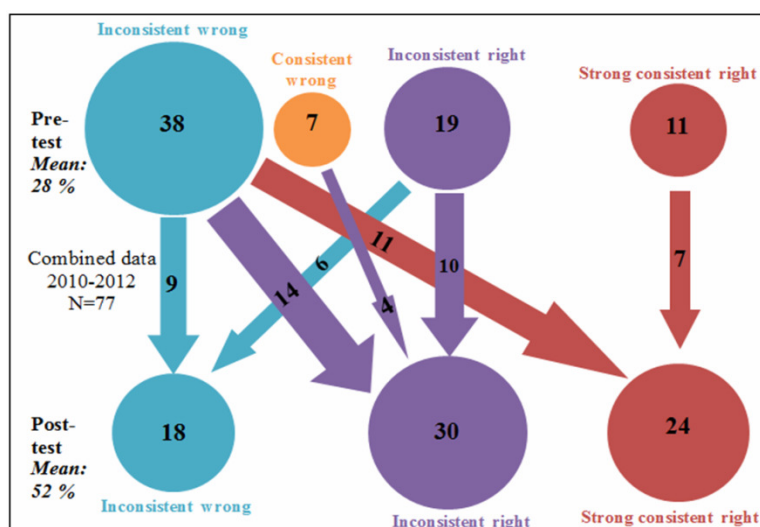 Inconsistent wrong
Consistent
wrong
Inconsistent right
Strong consistent right
38
7
19
11
Pre-
test
Mean:
28 %
Combined data
2010-2012
N=77
9
14
6
4
11
10
7
18
30
24
Post-
test
Mean:
52 %
Inconsistent wrong
Inconsistent right
Strong consistent right